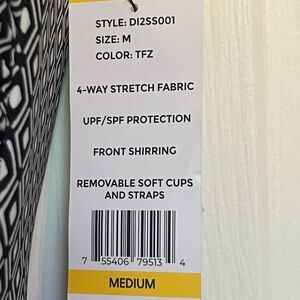 STYLE: DI2SS001
SIZE: M
COLOR: TFZ
4-WAY STRETCH FABRIC
UPF/SPF PROTECTION
FRONT SHIRRING
REMOVABLE SOFT CUPS
AND STRAPS
7 55406 79513 4
MEDIUM